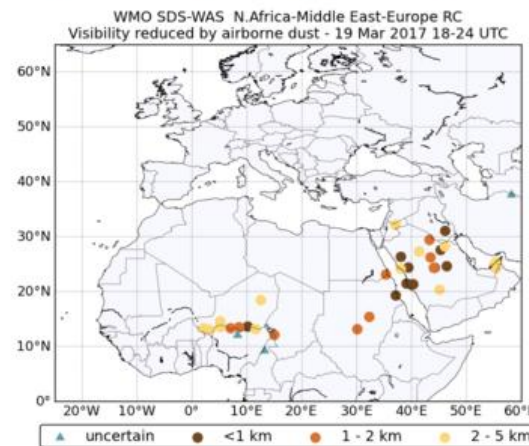 WMO SDS-WAS N.Africa-Middle East-Europe RC
Visibility reduced by airborne dust - 19 Mar 2017 18-24 UTC
60°N
50°N
40°N
30°N
20°N
10°N
0°
20°W 10°W 0° 10°E 20°E 30°E 40°E 50°E 60°E
uncertain <1 km 1 - 2 km 2 - 5 km